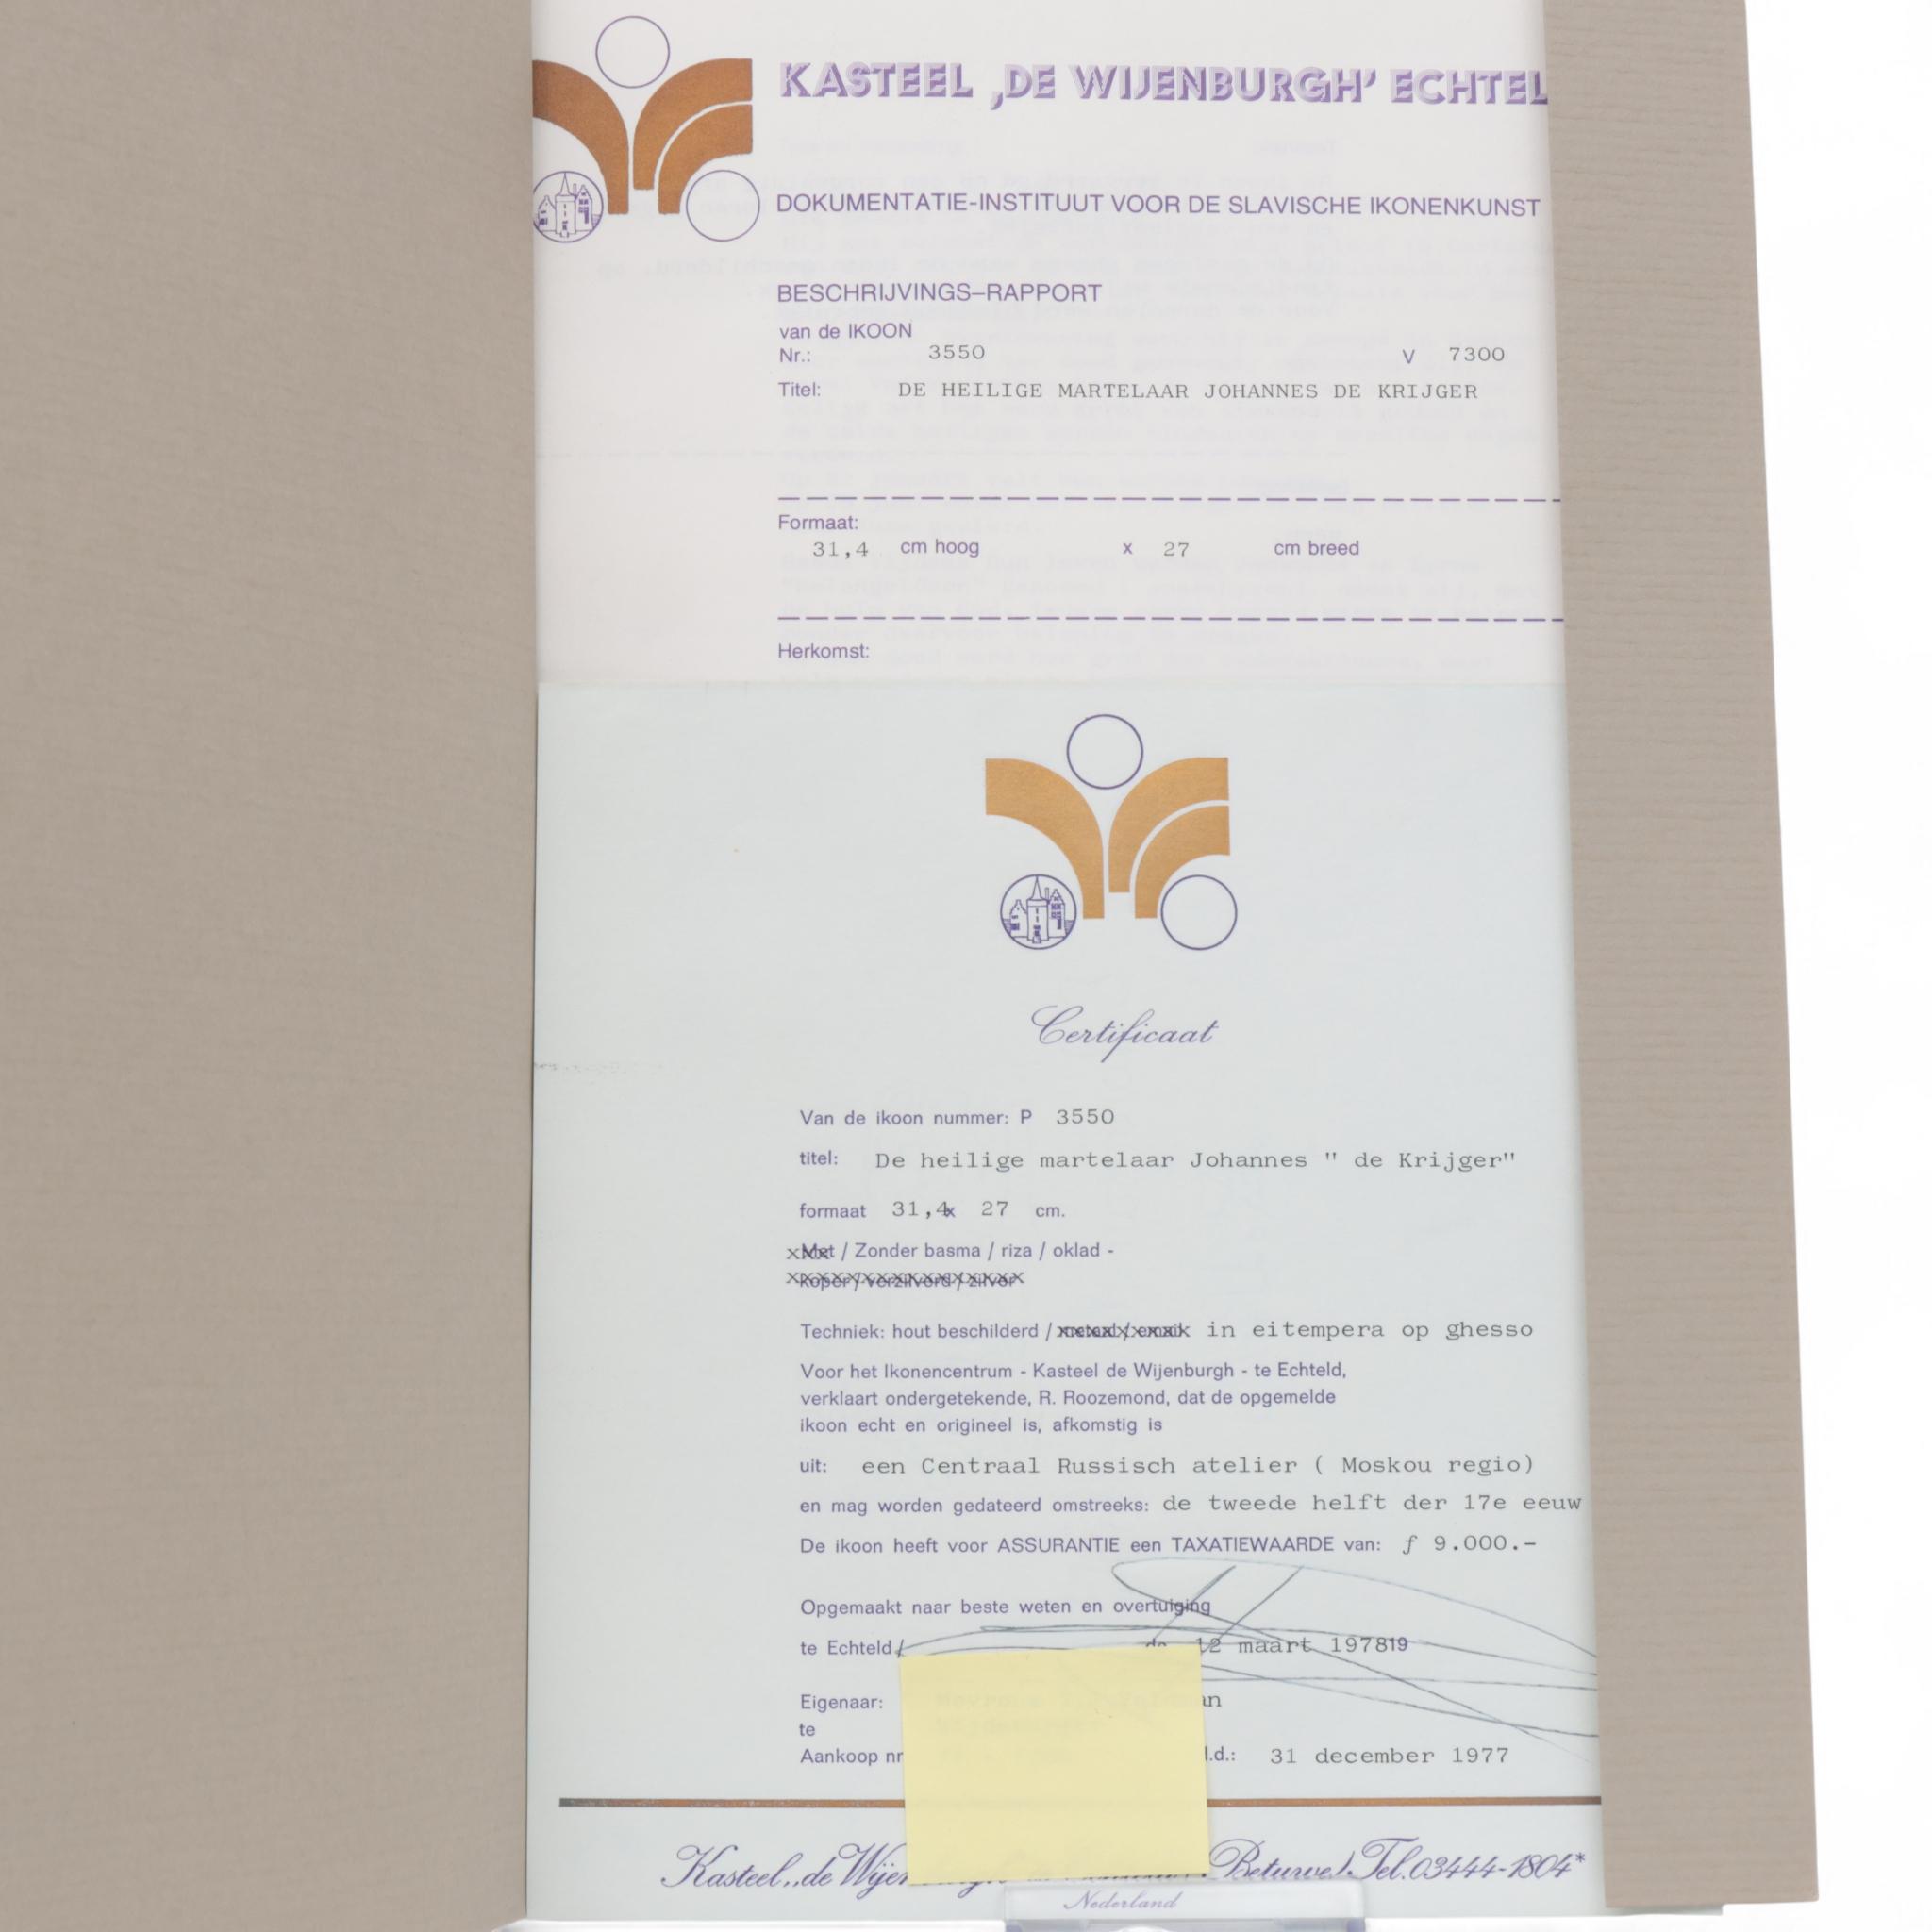 KASTEEL ‚DE WIJENBURGH’ ECHTEL
DOKUMENTATIE-INSTITUUT VOOR DE SLAVISCHE IKONENKUNST
BESCHRIJVINGS–RAPPORT
van de IKOON
Nr.: 3550 V 7300
Titel: DE HEILIGE MARTELAAR JOHANNES DE KRIJGER
Formaat:
31,4 cm hoog x 27 cm breed
Herkomst:
Certificaat
Van de ikoon nummer: P 3550
titel: De heilige martelaar Johannes " de Krijger"
formaat 31,4x 27 cm.
Met / Zonder basma / riza / oklad -
koper / verzilverd / zilver
Techniek: hout beschilderd / metaal / email in eitempera op ghesso
Voor het Ikonencentrum - Kasteel de Wijenburgh - te Echteld,
verklaart ondergetekende, R. Roozemond, dat de opgemelde
ikoon echt en origineel is, afkomstig is
uit: een Centraal Russisch atelier ( Moskou regio)
en mag worden gedateerd omstreeks: de tweede helft der 17e eeuw
De ikoon heeft voor ASSURANTIE een TAXATIEWAARDE van: ƒ 9.000.-
Opgemaakt naar beste weten en overtuiging
te Echteld, de 12 maart 197819
Eigenaar: an
te
Aankoop nr l.d.: 31 december 1977
Kasteel „de Wijen Betuwe) Tel. 03444-1804*
Nederland